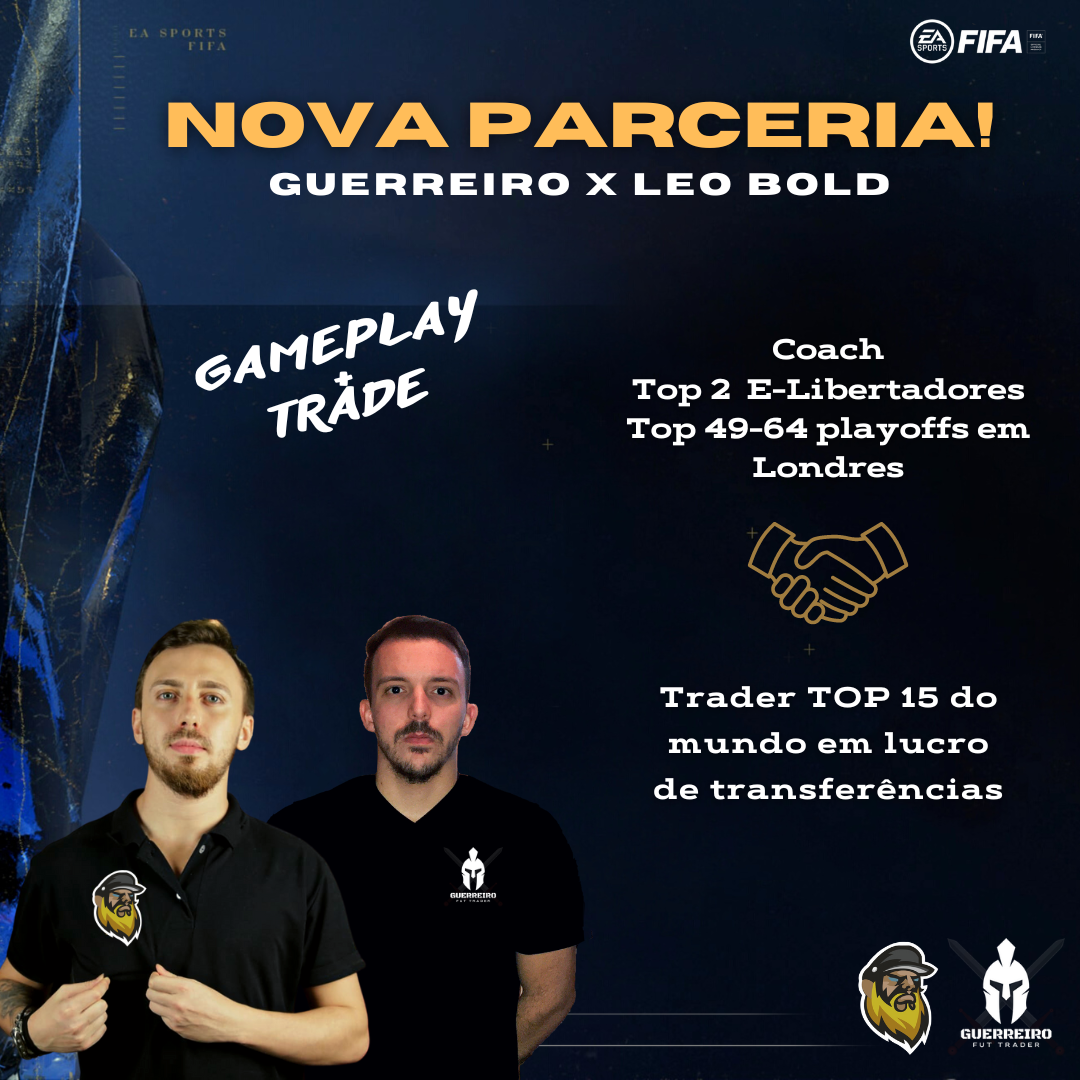 EA SPORTS
FIFA
EA
SPORTS
FIFA
FIFA
NOVA PARCERIA!
GUERREIRO X LEO BOLD
GAMEPLAY
+
TRADE
Coach
Top 2 E-Libertadores
Top 49-64 playoffs em
Londres
Trader TOP 15 do
mundo em lucro
de transferências
GUERREIRO
FUT TRADER
GUERREIRO
FUT TRADER